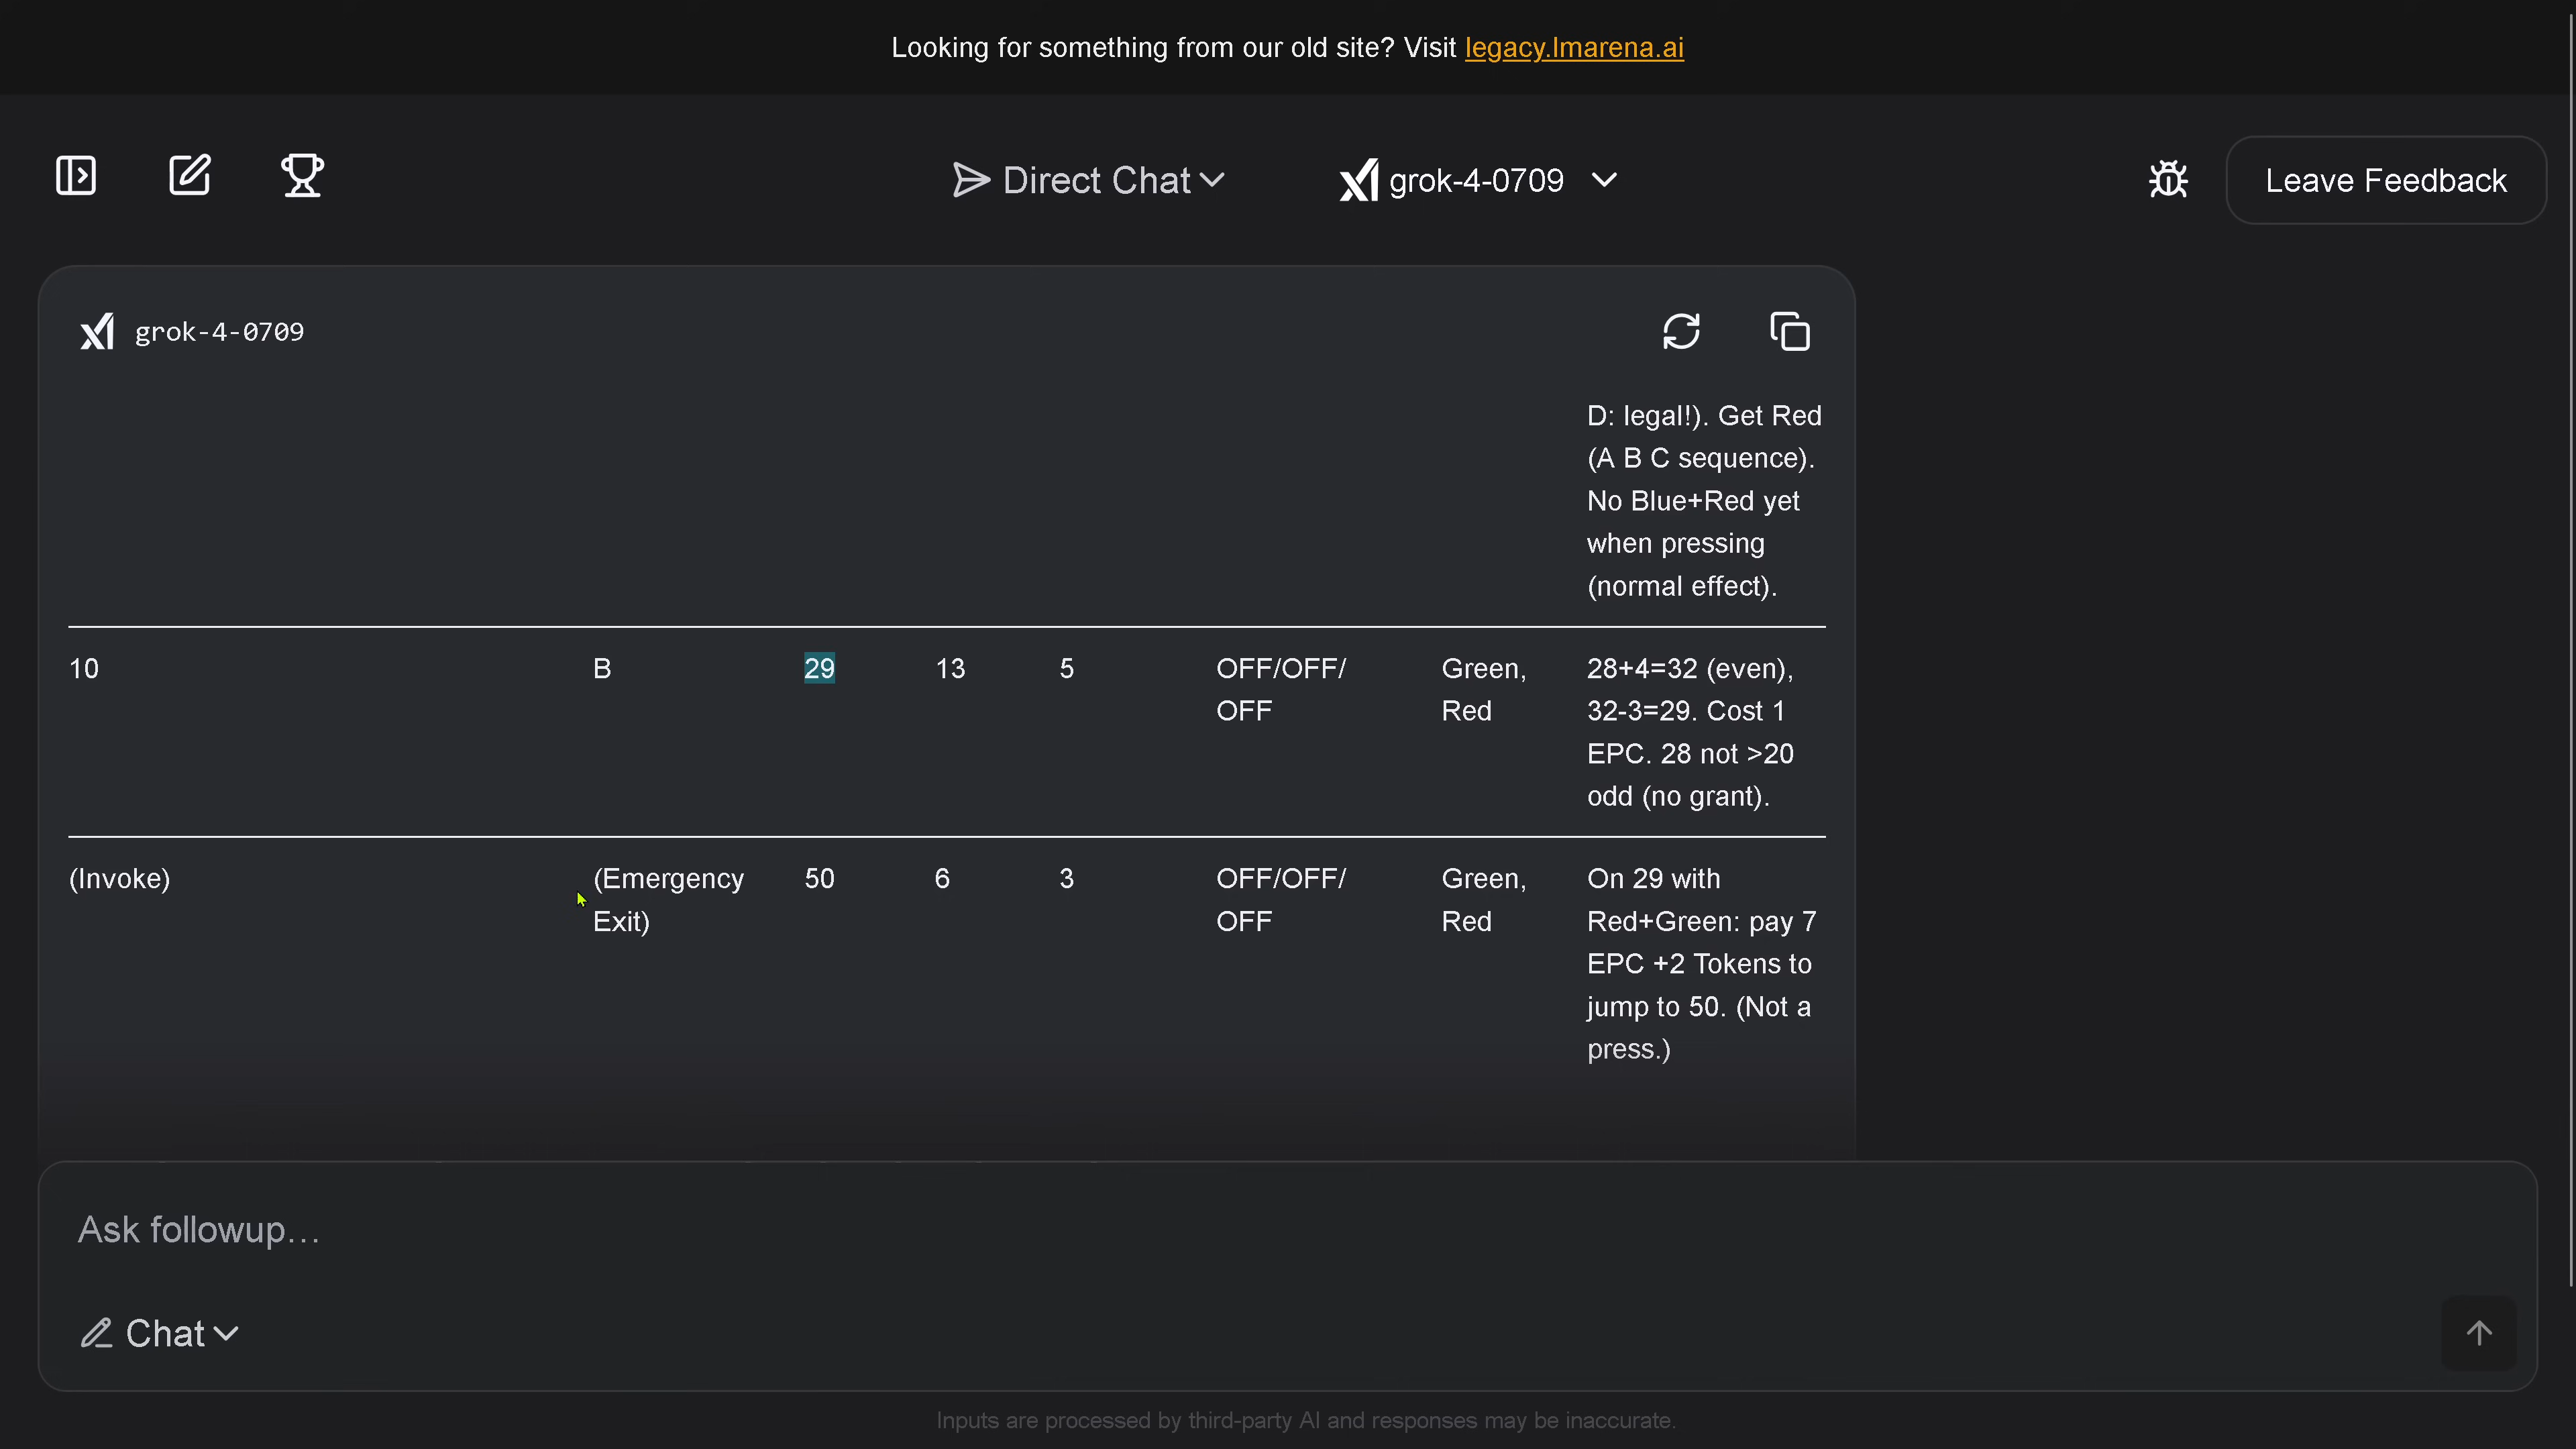 Looking for something from our old site? Visit legacy.lmarena.ai
Direct Chat
grok-4-0709
Leave Feedback
grok-4-0709
D: legal!). Get Red
(A B C sequence).
No Blue+Red yet
when pressing
(normal effect).
10 B 29 13 5 OFF/OFF/ Green, 28+4=32 (even),
OFF Red 32-3=29. Cost 1
EPC. 28 not >20
odd (no grant).
(Invoke) (Emergency 50 6 3 OFF/OFF/ Green, On 29 with
Exit) OFF Red Red+Green: pay 7
EPC +2 Tokens to
jump to 50. (Not a
press.)
Ask followup…
Chat
Inputs are processed by third-party AI and responses may be inaccurate.